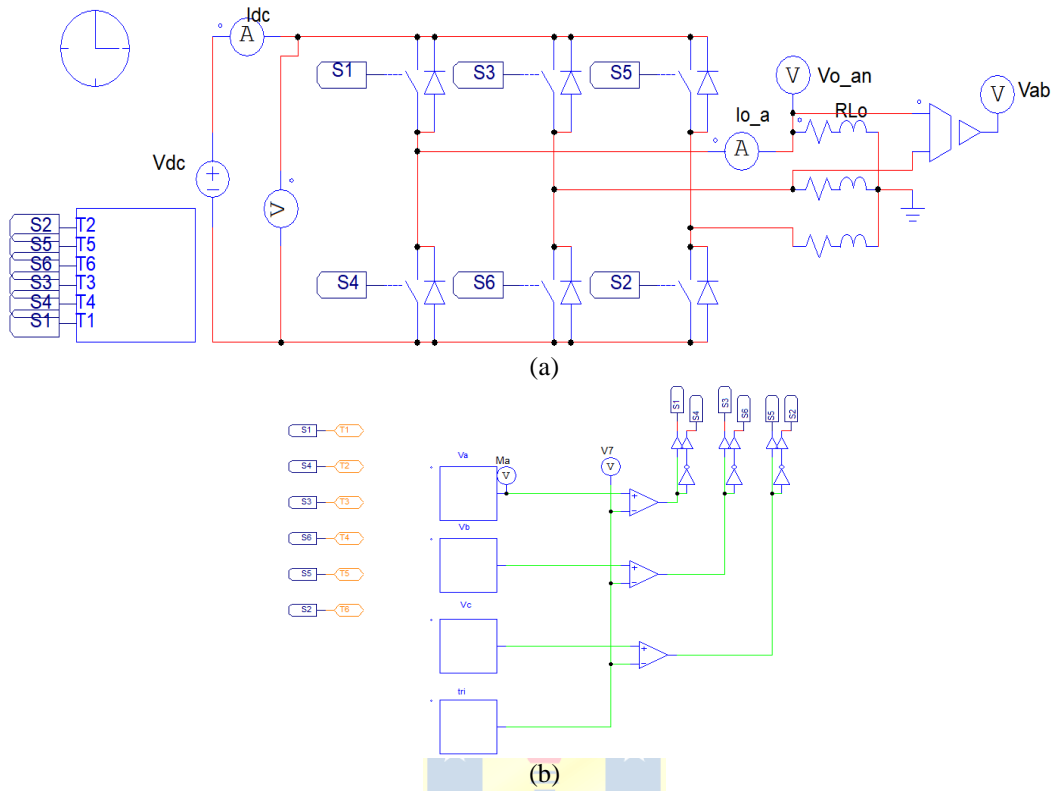 Idc
A
S1
S3
S5
V
Vo_an
V
Vab
Io_a
RLo
A
Vdc
V
S2 T2
S5 T5
S6 T6
S3 T3
S4 T4
S1 T1
S4
S6
S2
(a)
S1
S4
S3
S6
S5
S2
S1 T1
S4 T2
S3 T3
S6 T4
S5 T5
S2 T6
Va
Ma
V
V7
V
Vb
Vc
tri
(b)